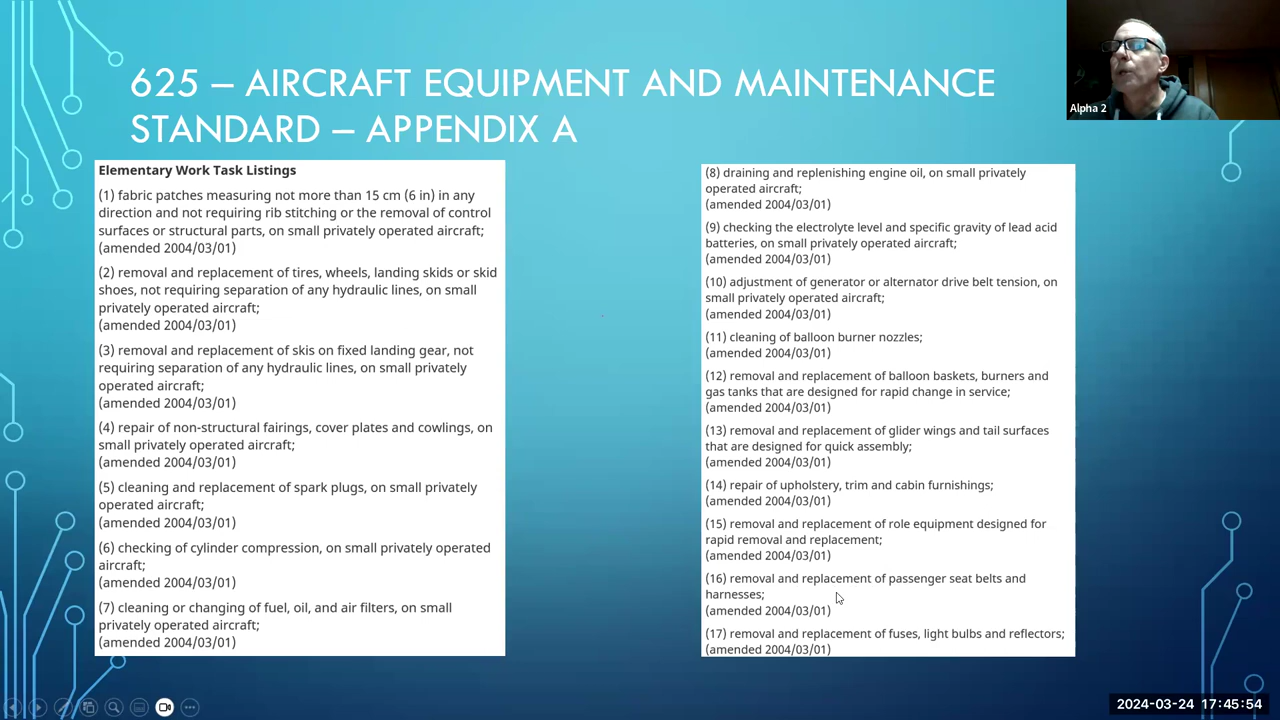 625 – AIRCRAFT EQUIPMENT AND MAINTENANCE
STANDARD – APPENDIX A
Alpha 2
Elementary Work Task Listings
(1) fabric patches measuring not more than 15 cm (6 in) in any
direction and not requiring rib stitching or the removal of control
surfaces or structural parts, on small privately operated aircraft;
(amended 2004/03/01)
(2) removal and replacement of tires, wheels, landing skids or skid
shoes, not requiring separation of any hydraulic lines, on small
privately operated aircraft;
(amended 2004/03/01)
(3) removal and replacement of skis on fixed landing gear, not
requiring separation of any hydraulic lines, on small privately
operated aircraft;
(amended 2004/03/01)
(4) repair of non-structural fairings, cover plates and cowlings, on
small privately operated aircraft;
(amended 2004/03/01)
(5) cleaning and replacement of spark plugs, on small privately
operated aircraft;
(amended 2004/03/01)
(6) checking of cylinder compression, on small privately operated
aircraft;
(amended 2004/03/01)
(7) cleaning or changing of fuel, oil, and air filters, on small
privately operated aircraft;
(amended 2004/03/01)
(8) draining and replenishing engine oil, on small privately
operated aircraft;
(amended 2004/03/01)
(9) checking the electrolyte level and specific gravity of lead acid
batteries, on small privately operated aircraft;
(amended 2004/03/01)
(10) adjustment of generator or alternator drive belt tension, on
small privately operated aircraft;
(amended 2004/03/01)
(11) cleaning of balloon burner nozzles;
(amended 2004/03/01)
(12) removal and replacement of balloon baskets, burners and
gas tanks that are designed for rapid change in service;
(amended 2004/03/01)
(13) removal and replacement of glider wings and tail surfaces
that are designed for quick assembly;
(amended 2004/03/01)
(14) repair of upholstery, trim and cabin furnishings;
(amended 2004/03/01)
(15) removal and replacement of role equipment designed for
rapid removal and replacement;
(amended 2004/03/01)
(16) removal and replacement of passenger seat belts and
harnesses;
(amended 2004/03/01)
(17) removal and replacement of fuses, light bulbs and reflectors;
(amended 2004/03/01)
2024-03-24 17:45:54